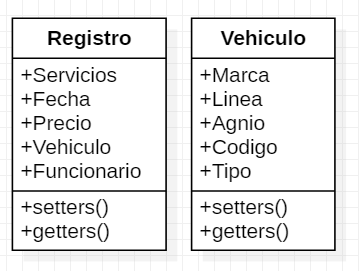 Registro
+Servicios
+Fecha
+Precio
+Vehiculo
+Funcionario
+setters()
+getters()
Vehiculo
+Marca
+Linea
+Agnio
+Codigo
+Tipo
+setters()
+getters()